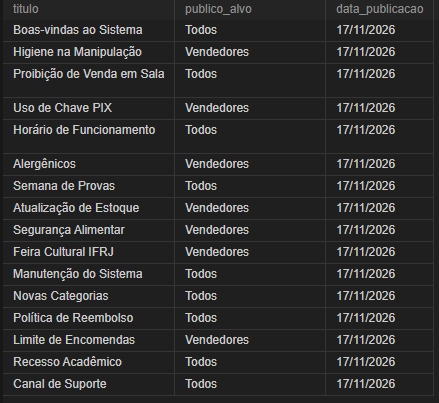 titulo publico_alvo data_publicacao
Boas-vindas ao Sistema Todos 17/11/2026
Higiene na Manipulação Vendedores 17/11/2026
Proibição de Venda em Sala Todos 17/11/2026
Uso de Chave PIX Vendedores 17/11/2026
Horário de Funcionamento Todos 17/11/2026
Alergênicos Vendedores 17/11/2026
Semana de Provas Todos 17/11/2026
Atualização de Estoque Vendedores 17/11/2026
Segurança Alimentar Vendedores 17/11/2026
Feira Cultural IFRJ Vendedores 17/11/2026
Manutenção do Sistema Todos 17/11/2026
Novas Categorias Todos 17/11/2026
Política de Reembolso Todos 17/11/2026
Limite de Encomendas Vendedores 17/11/2026
Recesso Acadêmico Todos 17/11/2026
Canal de Suporte Todos 17/11/2026